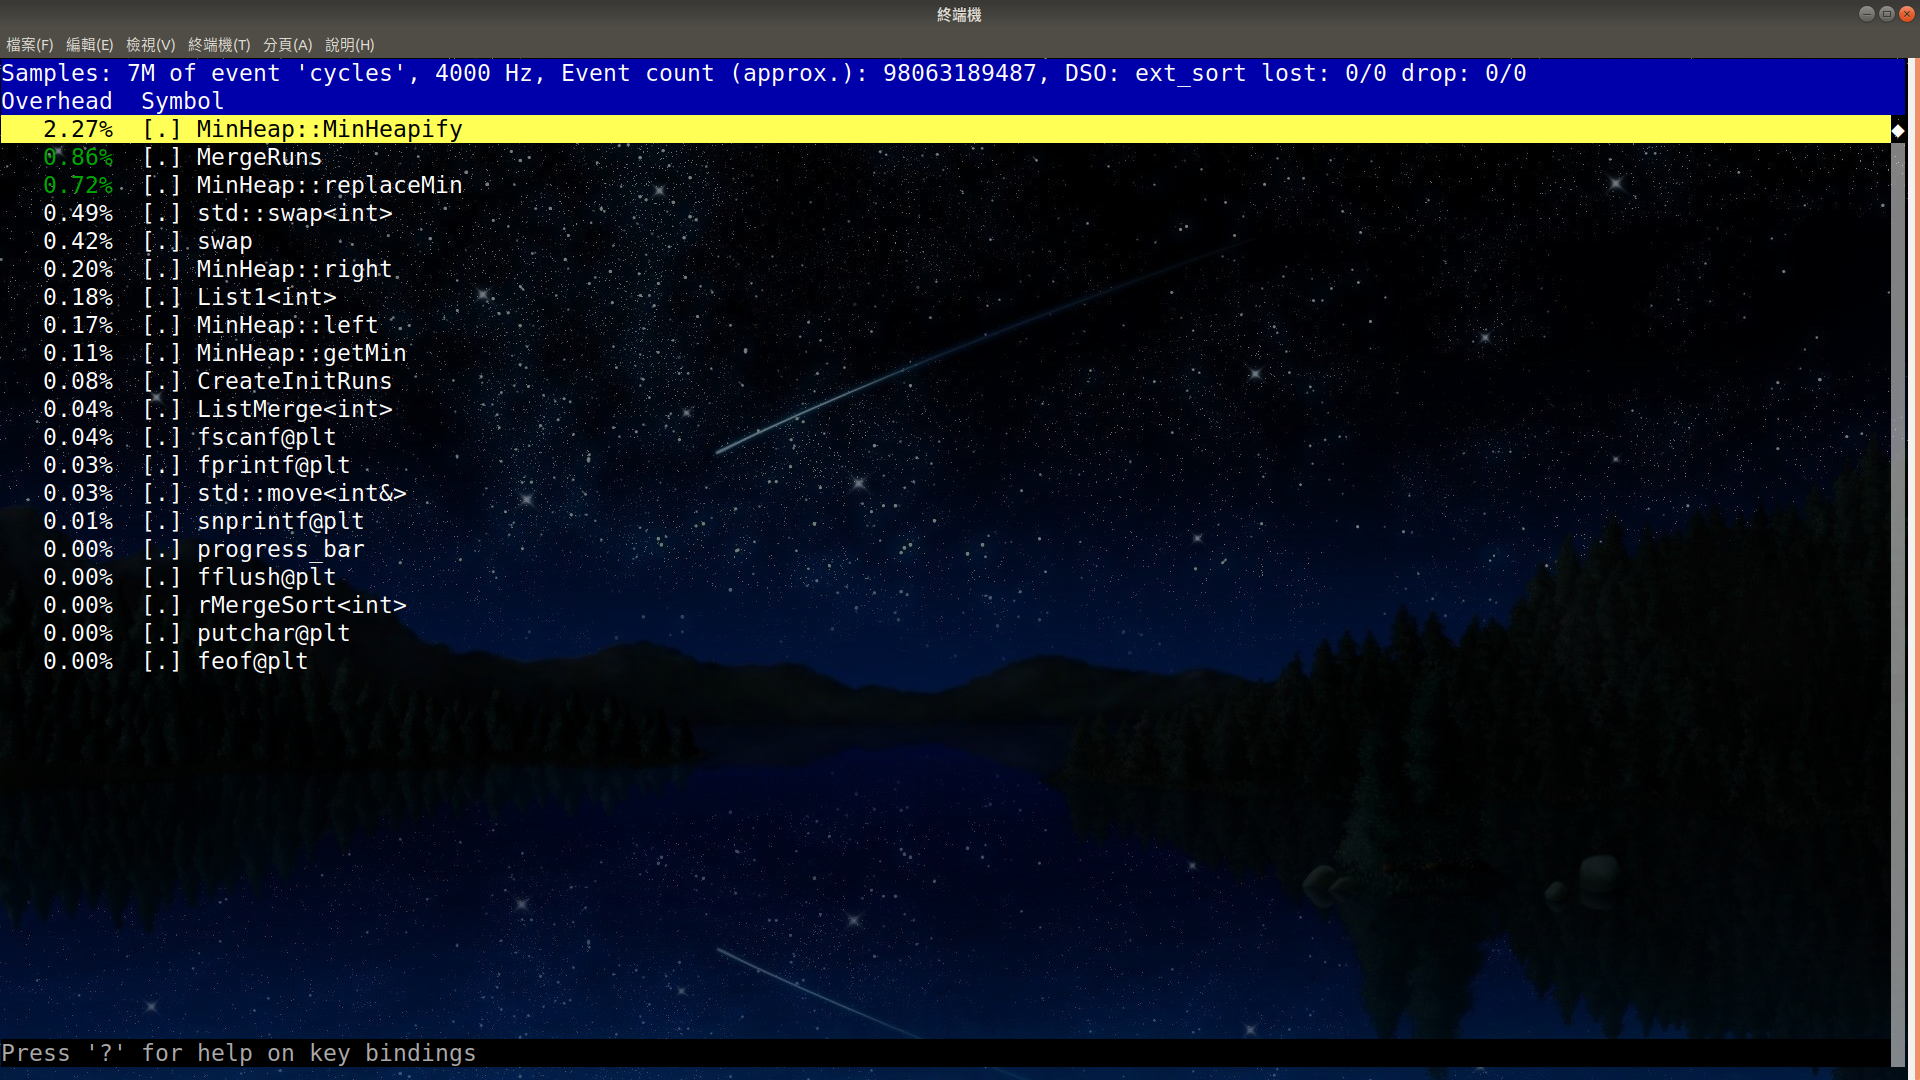 終端機
檔案(F) 編輯(E) 檢視(V) 終端機(T) 分頁(A) 說明(H)
Samples: 7M of event 'cycles', 4000 Hz, Event count (approx.): 98063189487, DSO: ext_sort lost: 0/0 drop: 0/0
Overhead  Symbol
2.27%  [.] MinHeap::MinHeapify
0.86%  [.] MergeRuns
0.72%  [.] MinHeap::replaceMin
0.49%  [.] std::swap<int>
0.42%  [.] swap
0.20%  [.] MinHeap::right
0.18%  [.] List1<int>
0.17%  [.] MinHeap::left
0.11%  [.] MinHeap::getMin
0.08%  [.] CreateInitRuns
0.04%  [.] ListMerge<int>
0.04%  [.] fscanf@plt
0.03%  [.] fprintf@plt
0.03%  [.] std::move<int&>
0.01%  [.] snprintf@plt
0.00%  [.] progress_bar
0.00%  [.] fflush@plt
0.00%  [.] rMergeSort<int>
0.00%  [.] putchar@plt
0.00%  [.] feof@plt
Press '?' for help on key bindings